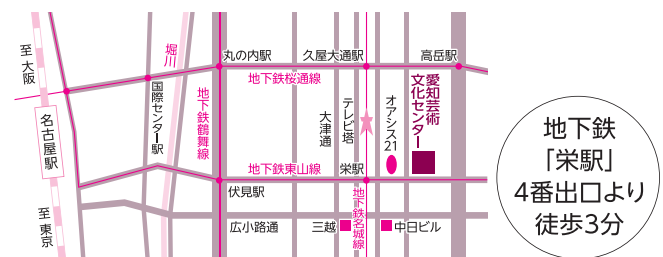 至 大阪
名古屋駅
至 東京
堀川
国際センター駅
地下鉄鶴舞線
丸の内駅
久屋大通駅
高岳駅
地下鉄桜通線
大津通
テレビ塔
オアシス21
愛知芸術
文化センター
地下鉄東山線
栄駅
伏見駅
地下鉄名城線
広小路通
三越
中日ビル
地下鉄
「栄駅」
4番出口より
徒歩3分